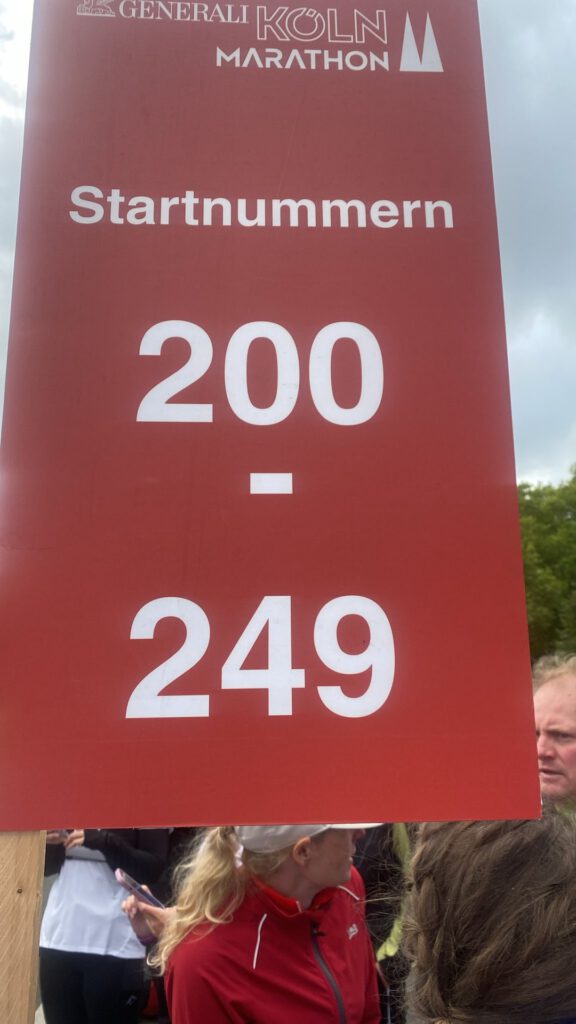 GENERALI KÖLN
MARATHON
Startnummern
200
-
249